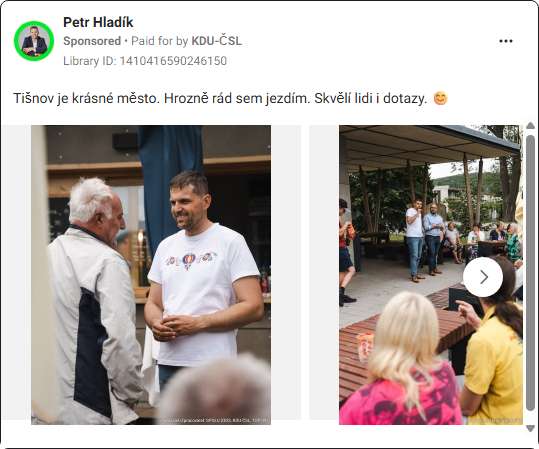 Petr Hladík
Sponsored • Paid for by KDU-ČSL
Library ID: 1410416590246150
Tišnov je krásné město. Hrozně rád sem jezdím. Skvělí lidi i dotazy. 😊